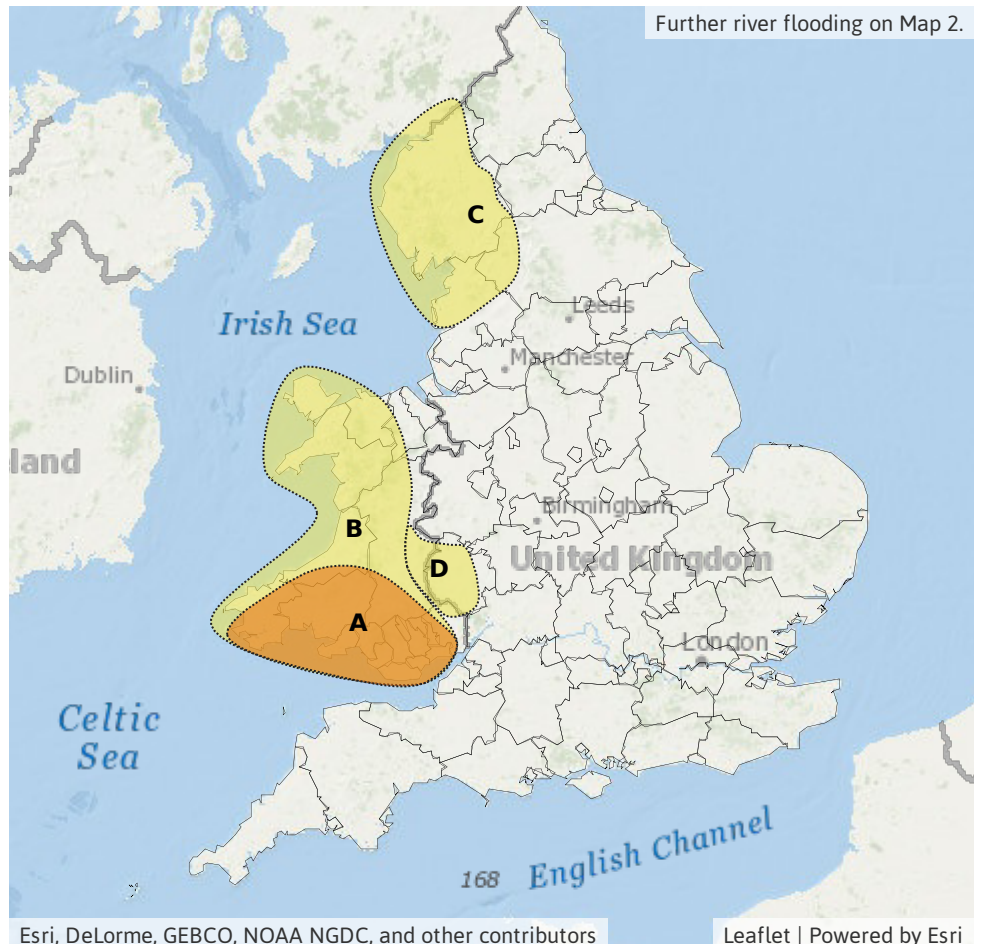 Further river flooding on Map 2.
C
Irish Sea
Leeds
Manchester
Dublin
land
B
Birmingham
D
United Kingdom
A
London
Celtic
Sea
English Channel
168
Esri, DeLorme, GEBCO, NOAA NGDC, and other contributors
Leaflet | Powered by Esri